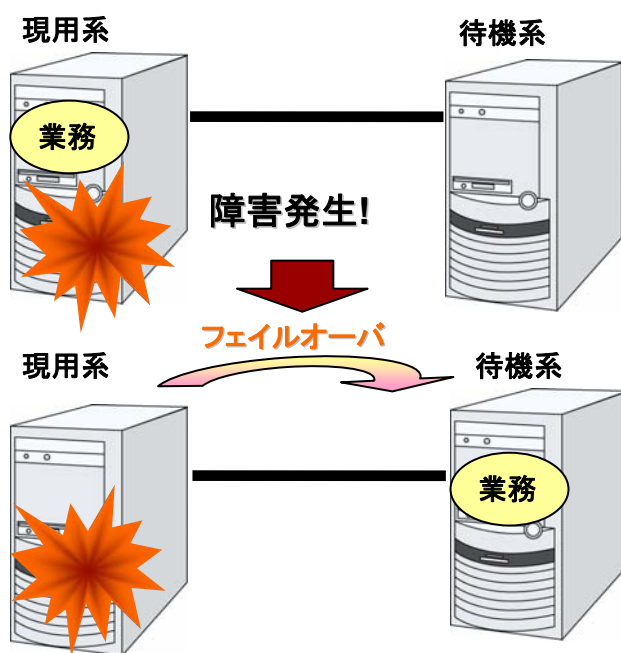 現用系
待機系
業務
障害発生!
フェイルオーバ
現用系
待機系
業務